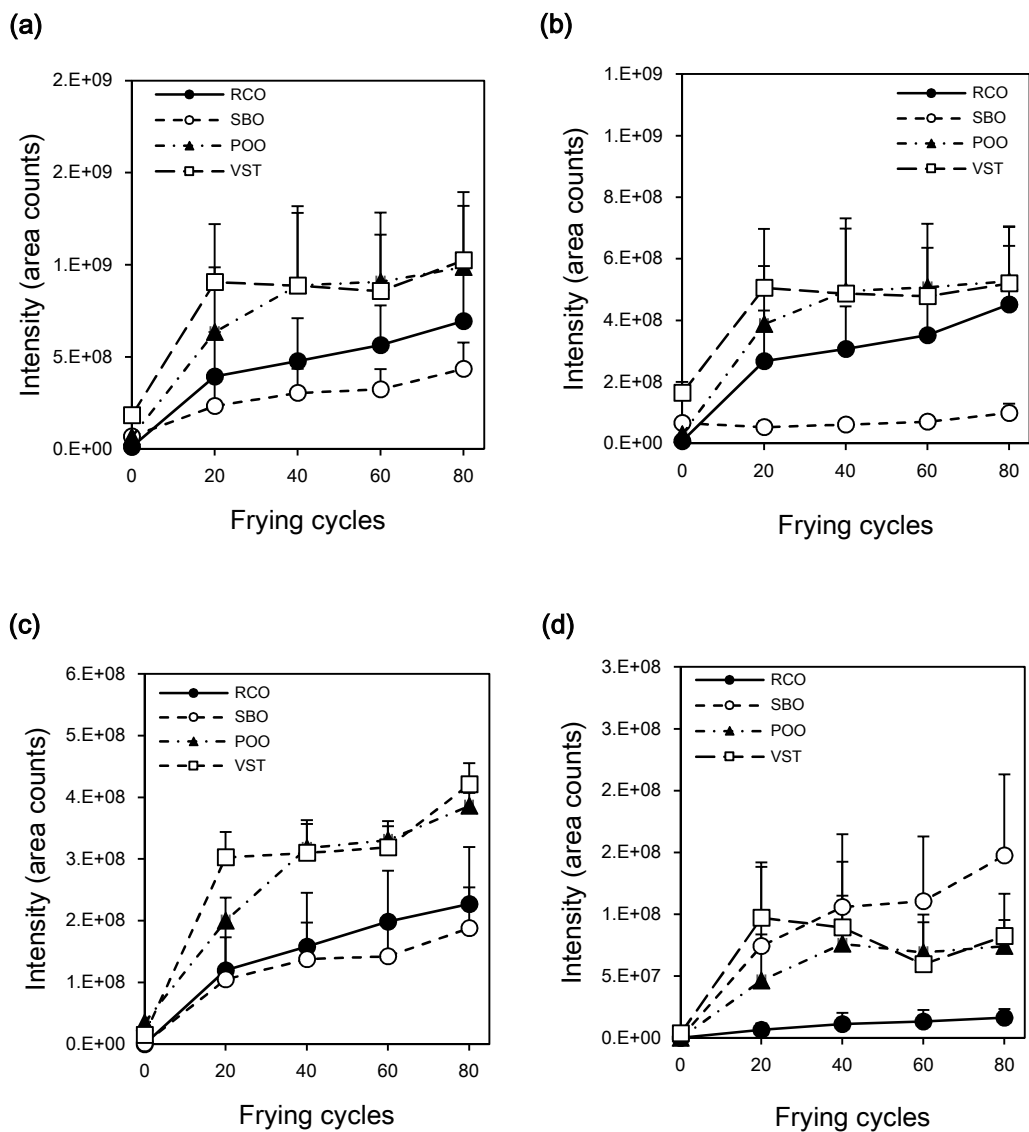 (a)
Intensity (area counts)
2.E+09
2.E+09
1.E+09
5.E+08
0.E+00
RCO
SBO
POO
VST
0 20 40 60 80
Frying cycles
(b)
Intensity (area counts)
1.E+09
1.E+09
8.E+08
6.E+08
4.E+08
2.E+08
0.E+00
RCO
SBO
POO
VST
0 20 40 60 80
Frying cycles
(c)
Intensity (area counts)
6.E+08
5.E+08
4.E+08
3.E+08
2.E+08
1.E+08
0.E+00
RCO
SBO
POO
VST
0 20 40 60 80
Frying cycles
(d)
Intensity (area counts)
3.E+08
3.E+08
2.E+08
2.E+08
1.E+08
5.E+07
0.E+00
RCO
SBO
POO
VST
0 20 40 60 80
Frying cycles